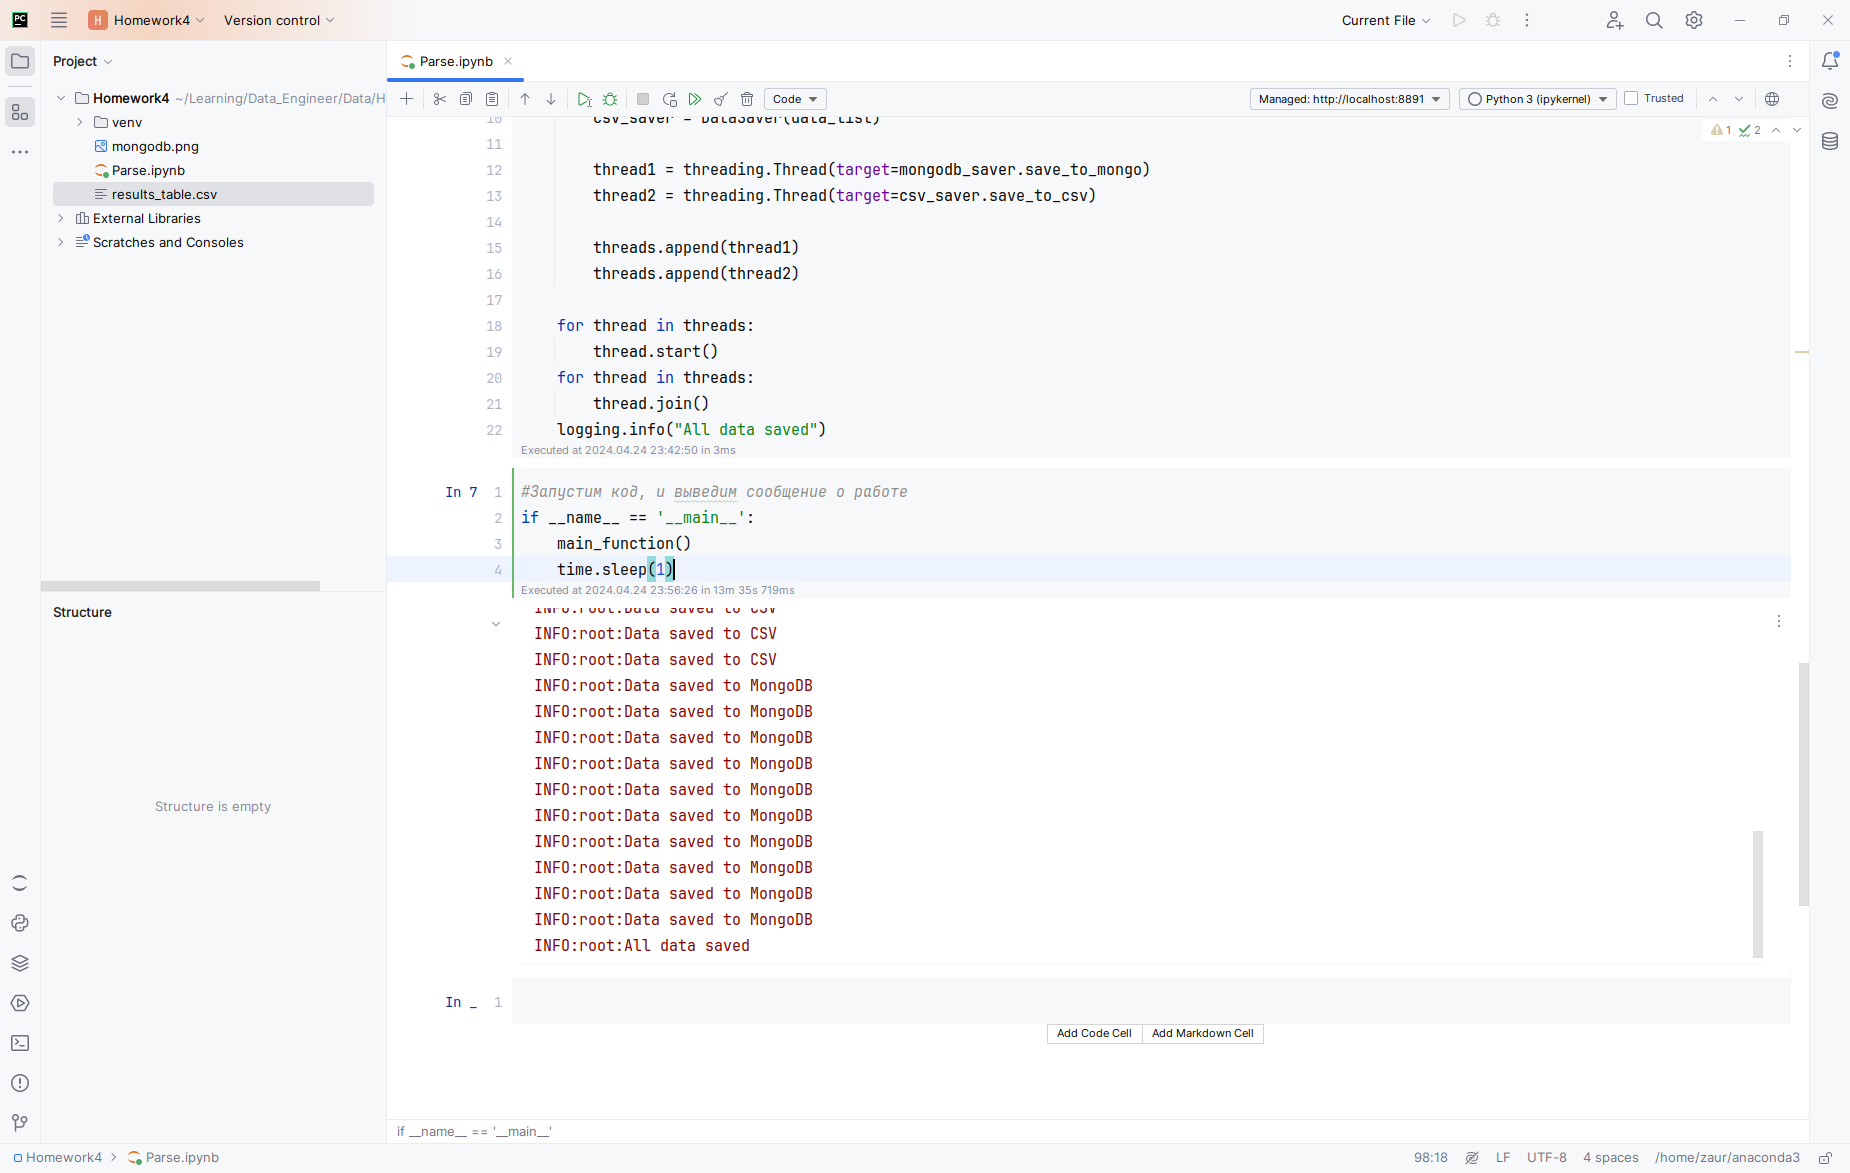 PC H Homework4 Version control Current File
Project
Parse.ipynb
Homework4 ~/Learning/Data_Engineer/Data/H
venv
mongodb.png
Parse.ipynb
results_table.csv
External Libraries
Scratches and Consoles
Structure
Structure is empty
Code
Managed: http://localhost:8891
Python 3 (ipykernel)
Trusted
1 2
10 csv_saver = DataSaver(data_list)
11
12 thread1 = threading.Thread(target=mongodb_saver.save_to_mongo)
13 thread2 = threading.Thread(target=csv_saver.save_to_csv)
14
15 threads.append(thread1)
16 threads.append(thread2)
17
18 for thread in threads:
19 thread.start()
20 for thread in threads:
21 thread.join()
22 logging.info("All data saved")
Executed at 2024.04.24 23:42:50 in 3ms
In 7 1 #Запустим код, и выведим сообщение о работе
2 if __name__ == '__main__':
3 main_function()
4 time.sleep(1)
Executed at 2024.04.24 23:56:26 in 13m 35s 719ms
INFO:root:Data saved to CSV
INFO:root:Data saved to CSV
INFO:root:Data saved to CSV
INFO:root:Data saved to MongoDB
INFO:root:Data saved to MongoDB
INFO:root:Data saved to MongoDB
INFO:root:Data saved to MongoDB
INFO:root:Data saved to MongoDB
INFO:root:Data saved to MongoDB
INFO:root:Data saved to MongoDB
INFO:root:Data saved to MongoDB
INFO:root:Data saved to MongoDB
INFO:root:Data saved to MongoDB
INFO:root:All data saved
In _ 1
Add Code Cell Add Markdown Cell
if __name__ == '__main__'
Homework4 > Parse.ipynb 98:18 LF UTF-8 4 spaces /home/zaur/anaconda3